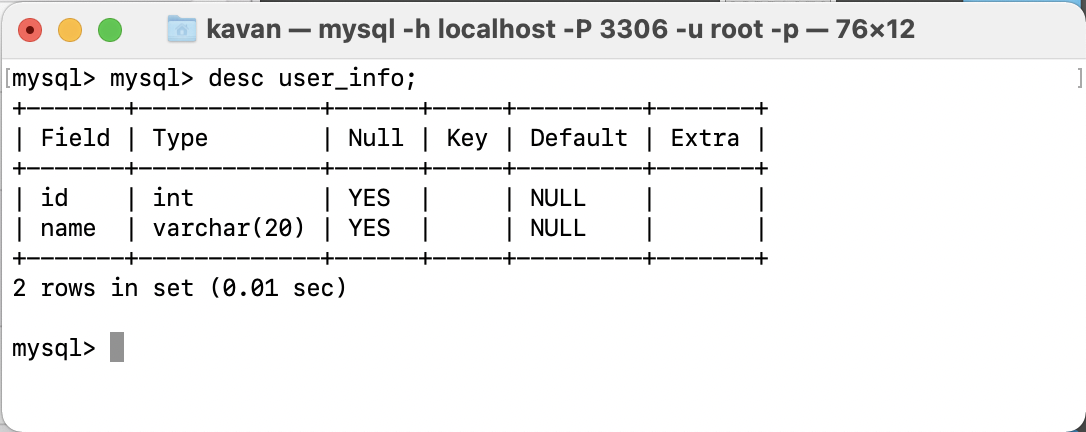 kavan — mysql -h localhost -P 3306 -u root -p — 76×12
[mysql> mysql> desc user_info; ]
+-------+-------------+------+-----+---------+-------+
| Field | Type        | Null | Key | Default | Extra |
+-------+-------------+------+-----+---------+-------+
| id    | int         | YES  |     | NULL    |       |
| name  | varchar(20) | YES  |     | NULL    |       |
+-------+-------------+------+-----+---------+-------+
2 rows in set (0.01 sec)
mysql>